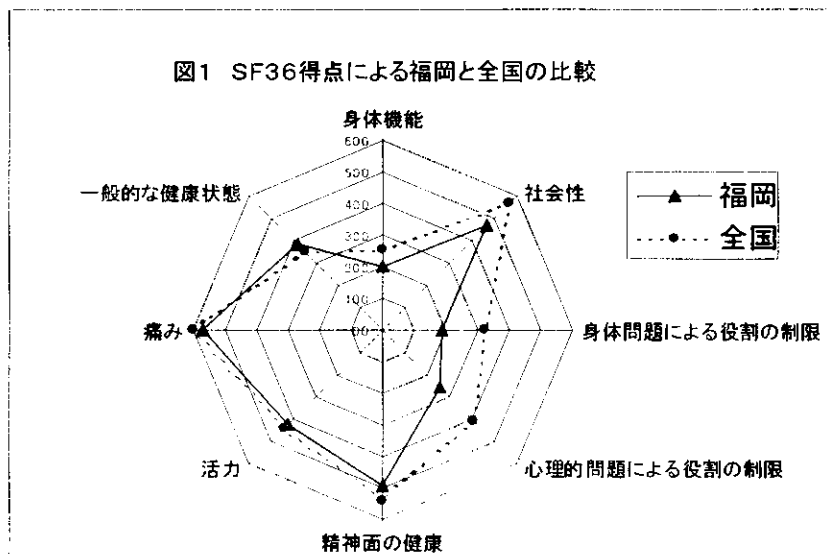 図1 SF36得点による福岡と全国の比較
身体機能
600
500
400
300
200
100
00
社会性
身体問題による役割の制限
心理的問題による役割の制限
精神面の健康
活力
痛み
一般的な健康状態
福岡
全国